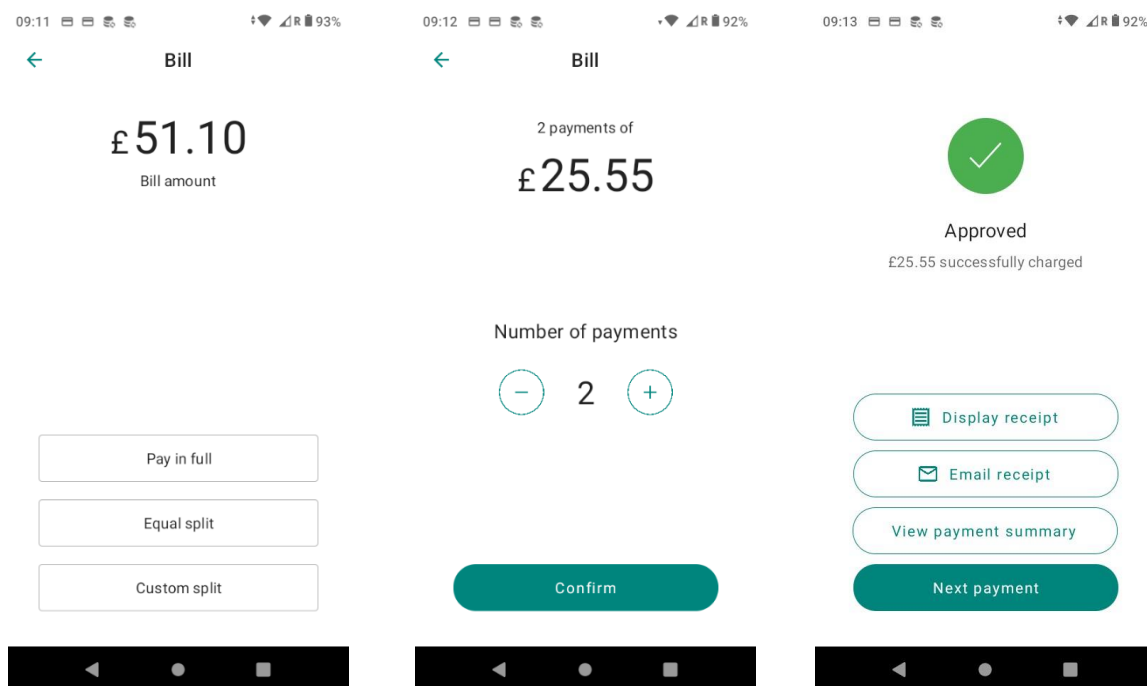 09:11 R 93%
Bill
£51.10
Bill amount
Pay in full
Equal split
Custom split
09:12 R 92%
Bill
2 payments of
£25.55
Number of payments
− 2 +
Confirm
09:13 R 92%
Approved
£25.55 successfully charged
Display receipt
Email receipt
View payment summary
Next payment